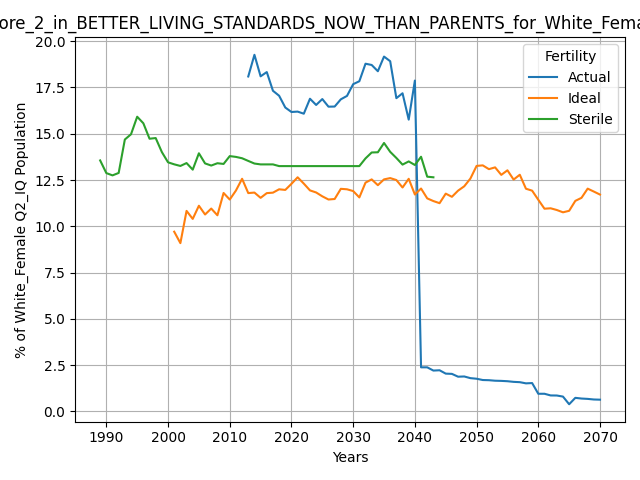 ore_2_in_BETTER_LIVING_STANDARDS_NOW_THAN_PARENTS_for_White_Fema
% of White_Female Q2_IQ Population
20.0
17.5
15.0
12.5
10.0
7.5
5.0
2.5
0.0
Fertility
Actual
Ideal
Sterile
1990 2000 2010 2020 2030 2040 2050 2060 2070
Years